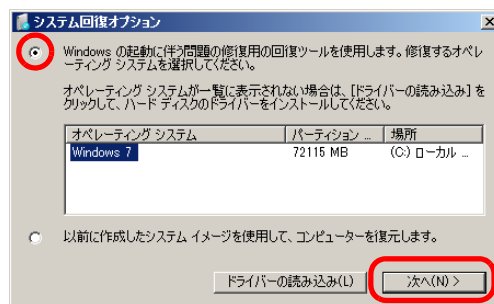 システム回復オプション
Windows の起動に伴う問題の修復用の回復ツールを使用します。修復するオペレ
ーティング システムを選択してください。
オペレーティング システムが一覧に表示されない場合は、[ドライバーの読み込み] を
クリックして、ハード ディスクのドライバーをインストールしてください。
オペレーティング システム パーティション ... 場所
Windows 7 72115 MB (C:) ローカル ...
以前に作成したシステム イメージを使用して、コンピューターを復元します。
ドライバーの読み込み(L) 次へ(N) >